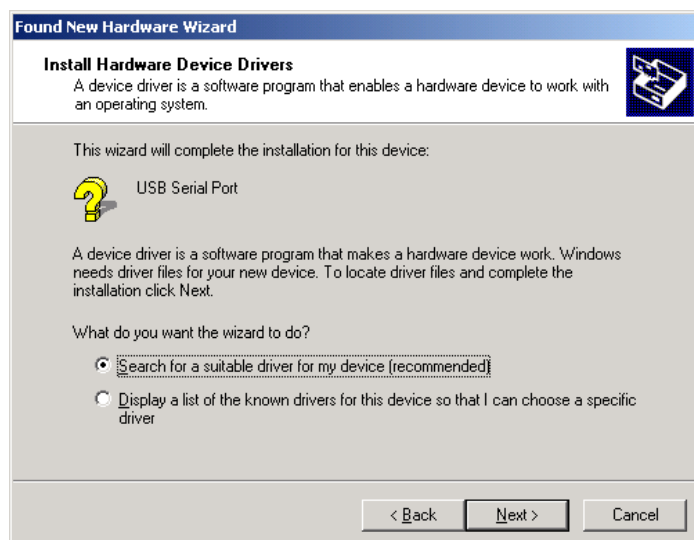 Found New Hardware Wizard
Install Hardware Device Drivers
A device driver is a software program that enables a hardware device to work with
an operating system.
This wizard will complete the installation for this device:
USB Serial Port
A device driver is a software program that makes a hardware device work. Windows
needs driver files for your new device. To locate driver files and complete the
installation click Next.
What do you want the wizard to do?
Search for a suitable driver for my device (recommended)
Display a list of the known drivers for this device so that I can choose a specific
driver
< Back Next > Cancel